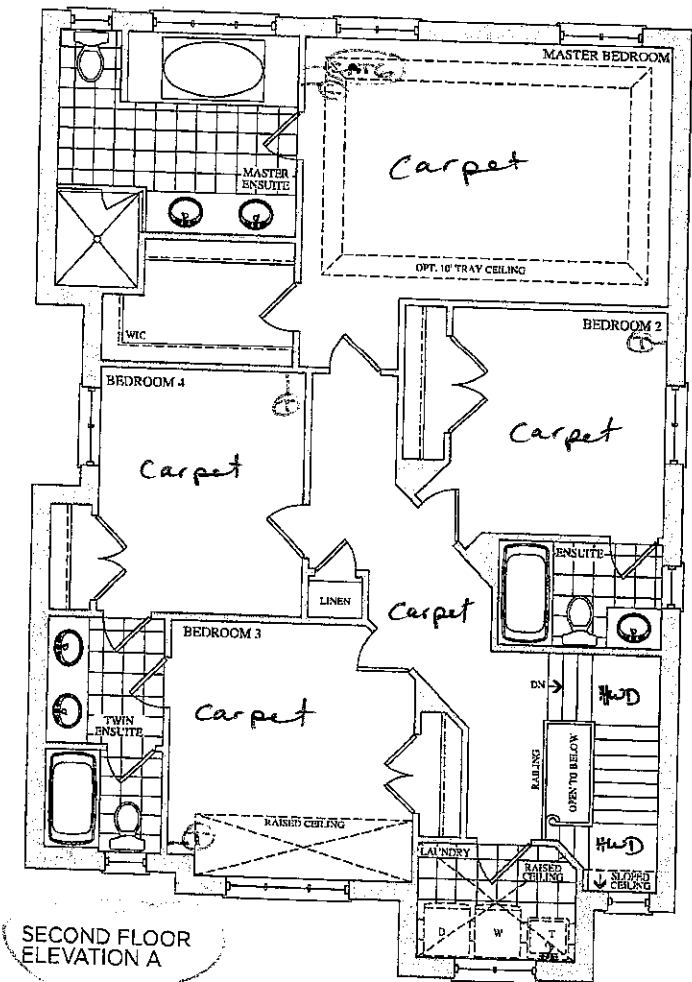 MASTER BEDROOM
Carpet
MASTER
ENSUITE
OPT. 10' TRAY CEILING
WIC
BEDROOM 2
BEDROOM 4
Carpet
Carpet
ENSUITE
LINEN
Carpet
BEDROOM 3
DN
HWD
Carpet
TWIN
ENSUITE
RAILING
OPEN TO BELOW
RAISED CEILING
HWD
LAUNDRY
RAISED
CEILING
SLOPED
CEILING
D
W
T
SECOND FLOOR
ELEVATION A